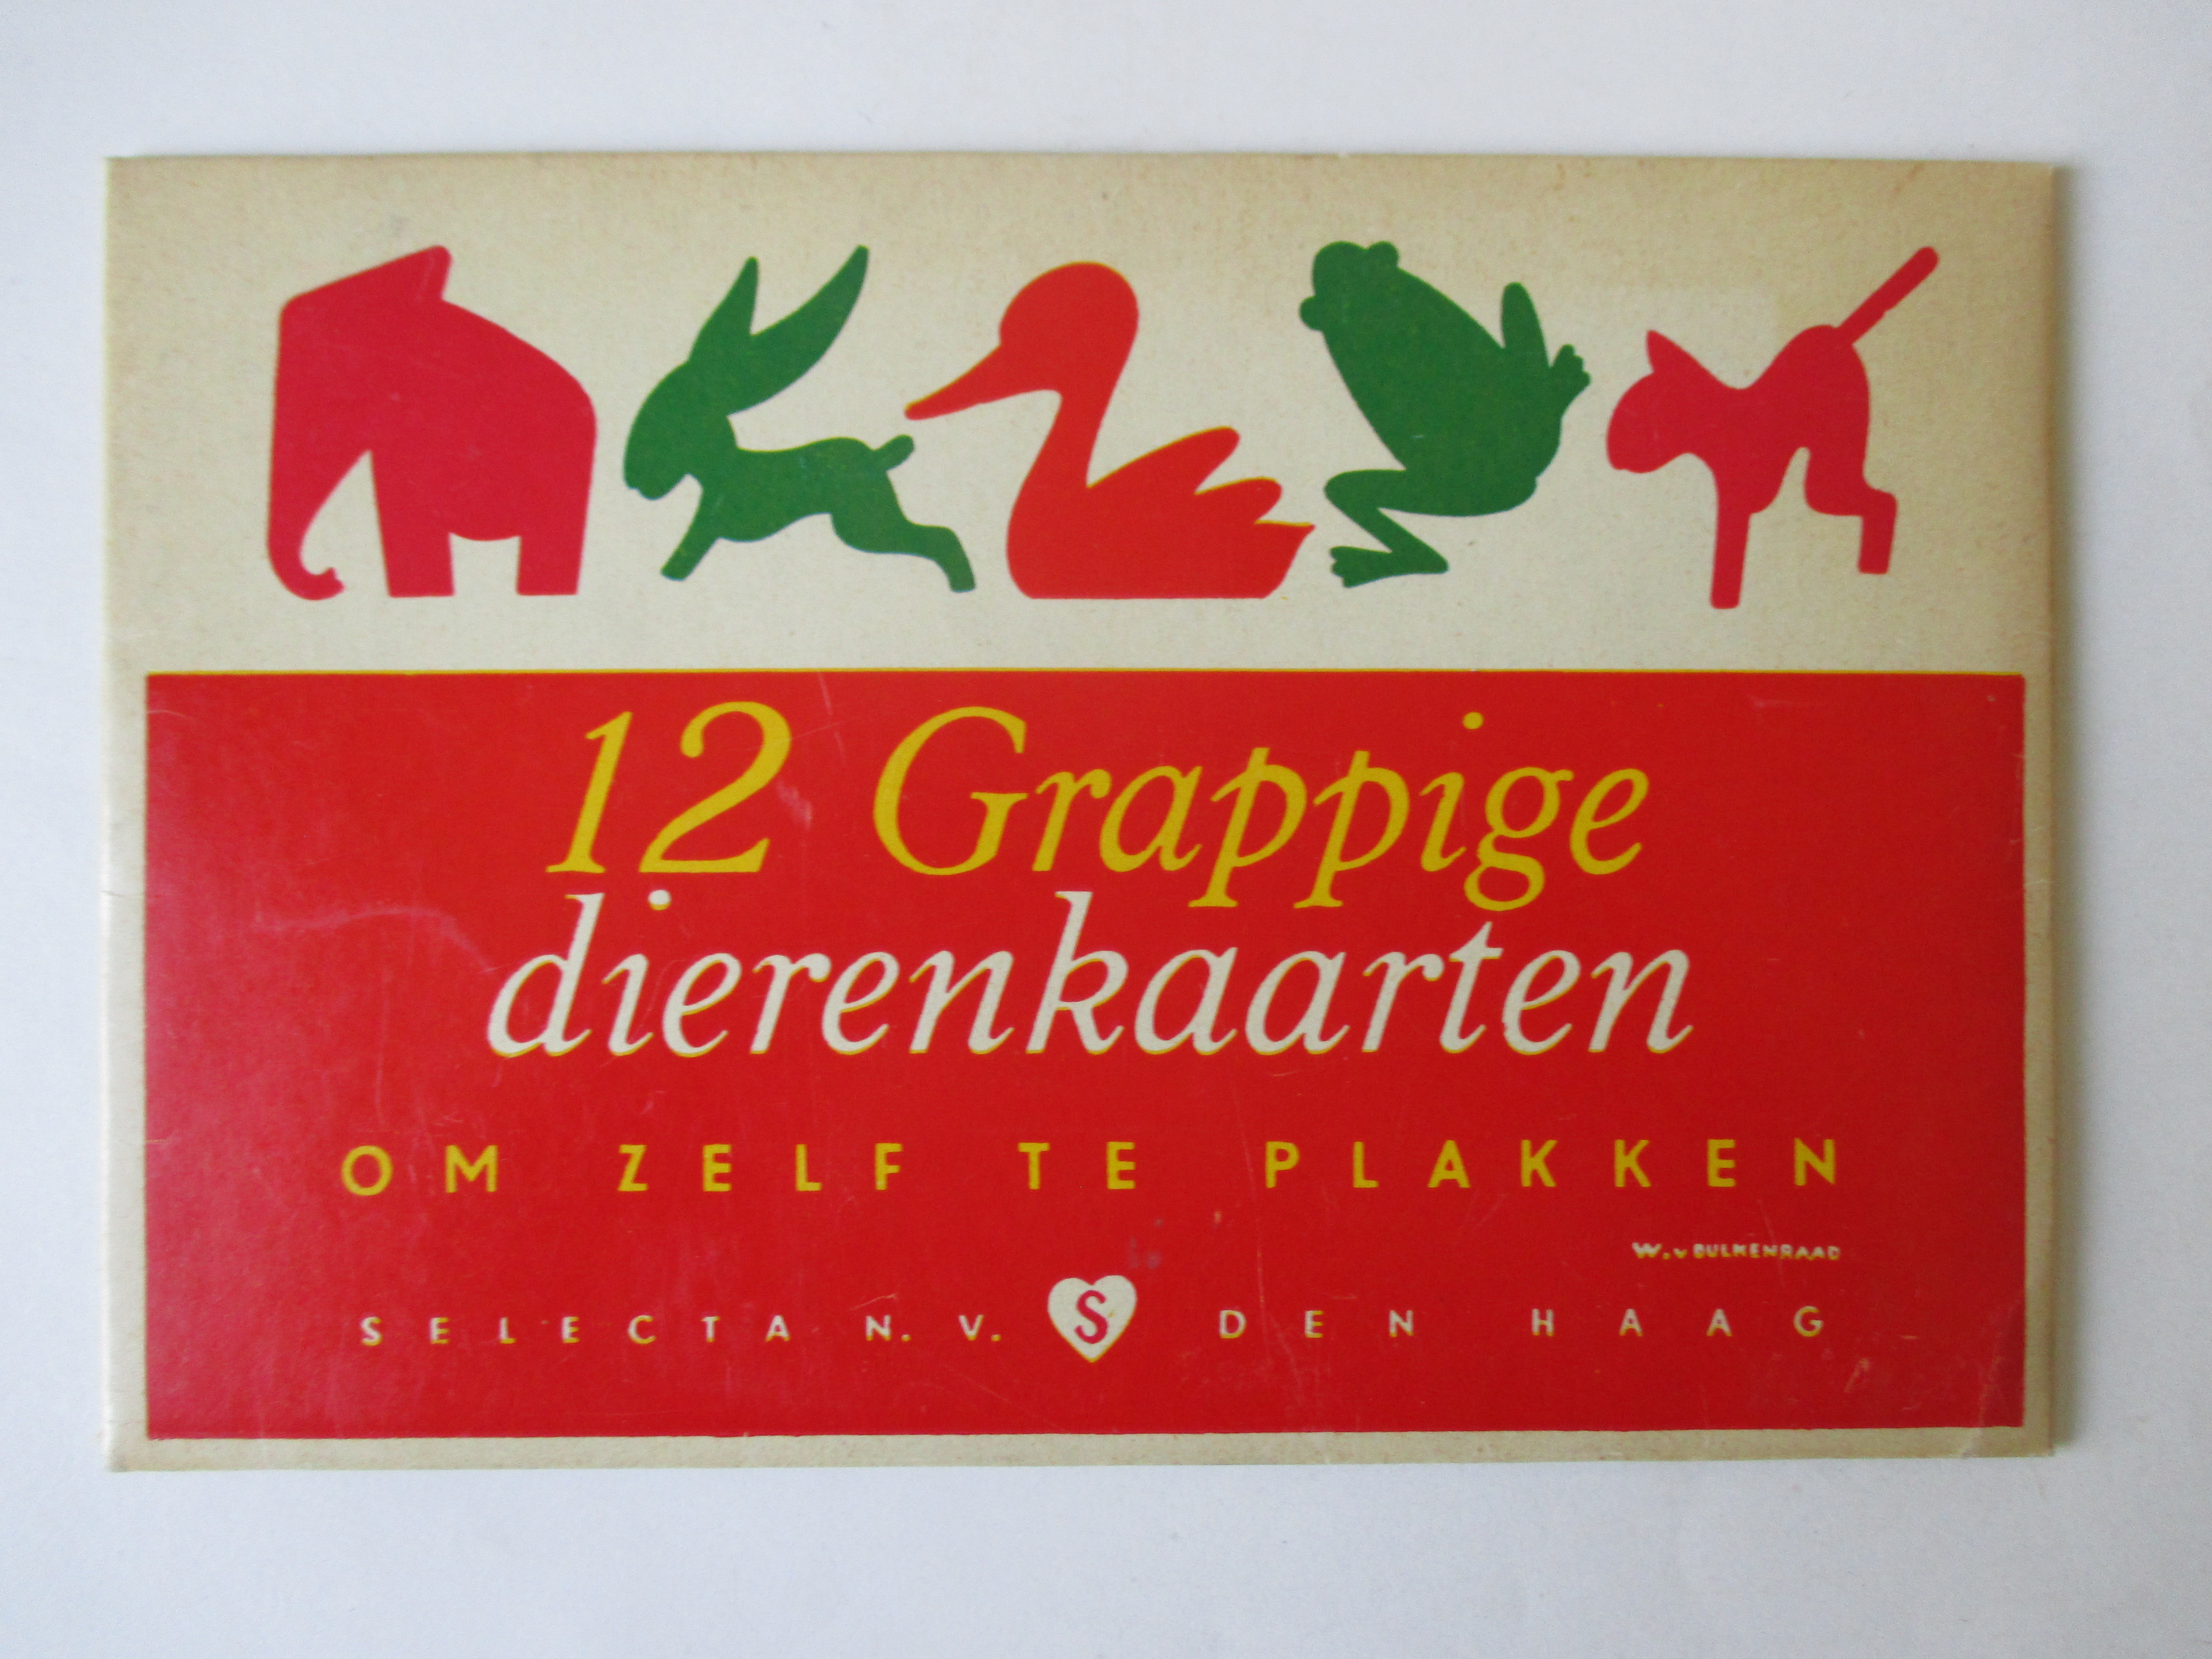 12 Grappige
dierenkaarten
OM ZELF TE PLAKKEN
W. v BULKENRAAD
SELECTA N. V. S DEN HAAG